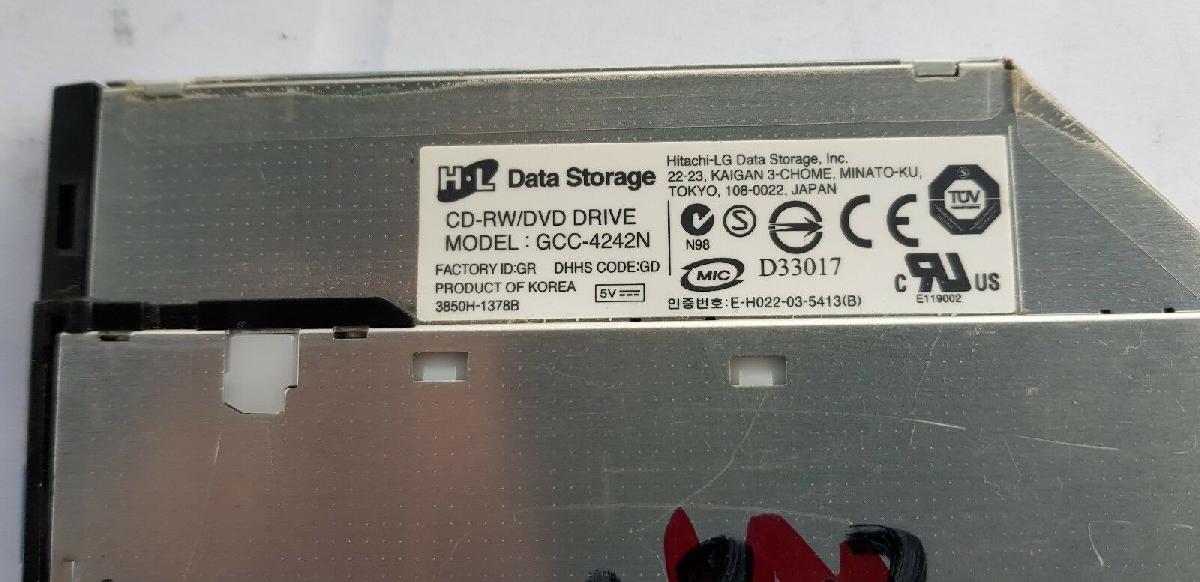 H·L Data Storage
CD-RW/DVD DRIVE
MODEL : GCC-4242N
FACTORY ID:GR DHHS CODE:GD
PRODUCT OF KOREA 5V
3850H-1378B
Hitachi-LG Data Storage, Inc.
22-23, KAIGAN 3-CHOME, MINATO-KU,
TOKYO, 108-0022, JAPAN
N98
S
CE
S
TÜV
MIC D33017
C UR US
E119002
인증번호:E-H022-03-5413(B)